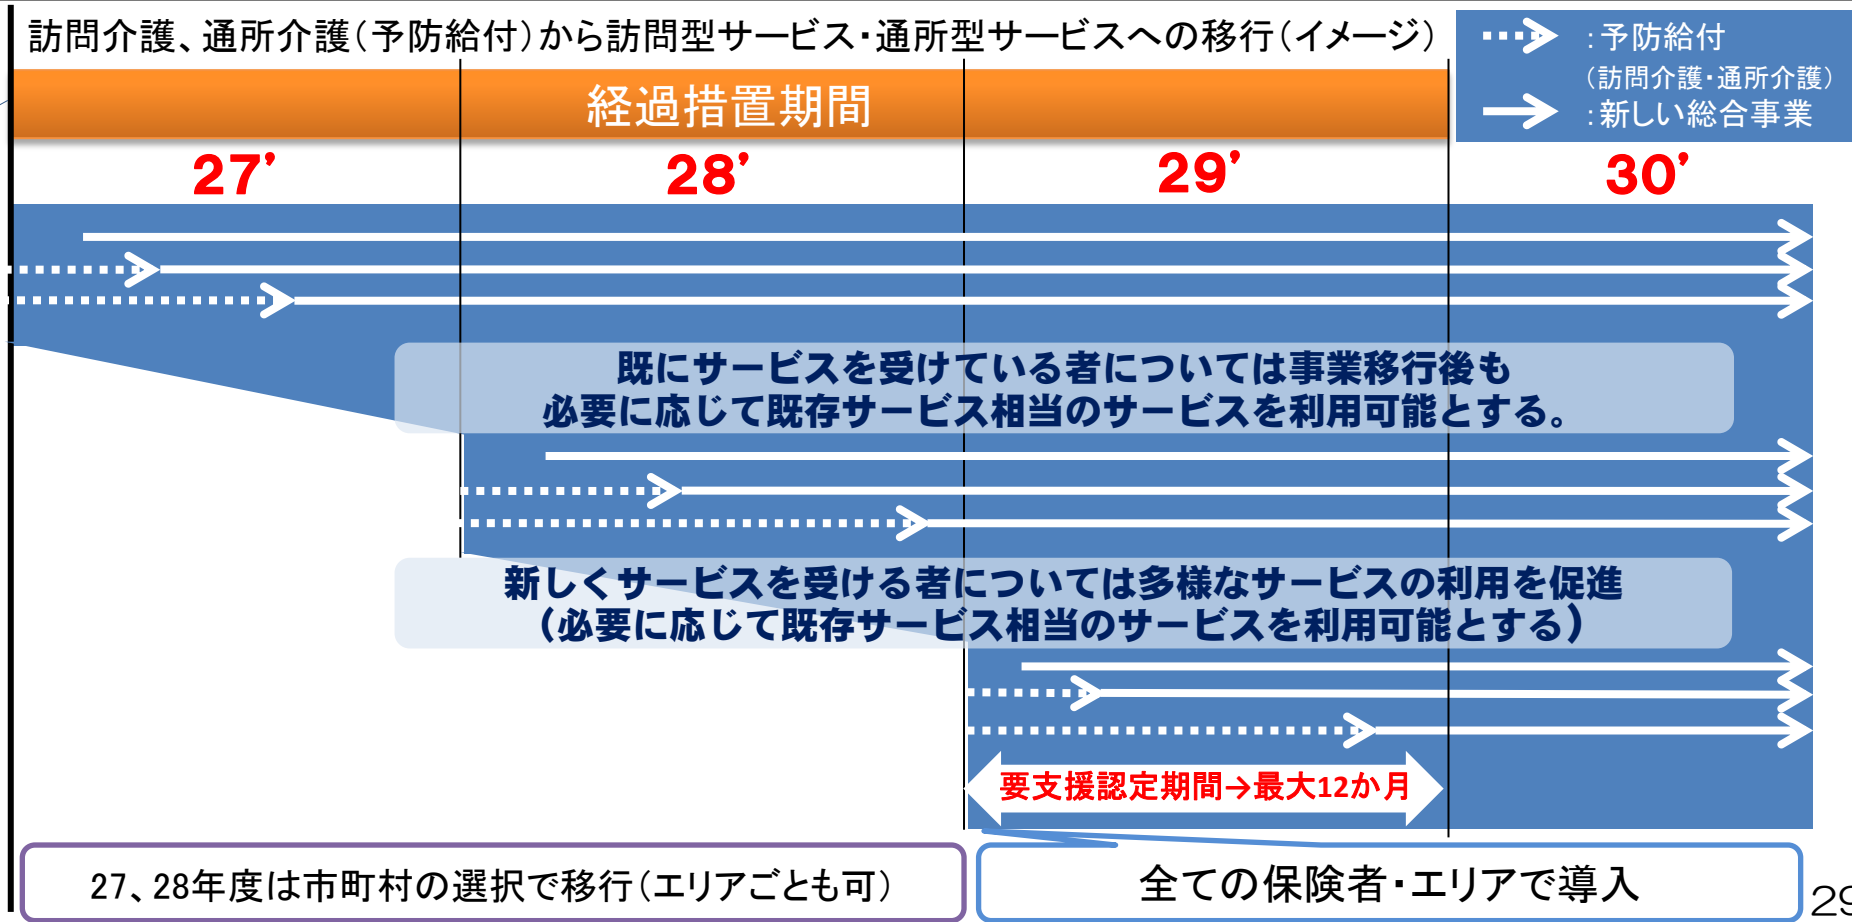 訪問介護、通所介護(予防給付)から訪問型サービス・通所型サービスへの移行(イメージ)
:予防給付
(訪問介護・通所介護)
:新しい総合事業
経過措置期間
27’
28’
29’
30’
既にサービスを受けている者については事業移行後も
必要に応じて既存サービス相当のサービスを利用可能とする。
新しくサービスを受ける者については多様なサービスの利用を促進
(必要に応じて既存サービス相当のサービスを利用可能とする)
要支援認定期間→最大12か月
27、28年度は市町村の選択で移行(エリアごとも可)
全ての保険者・エリアで導入
29